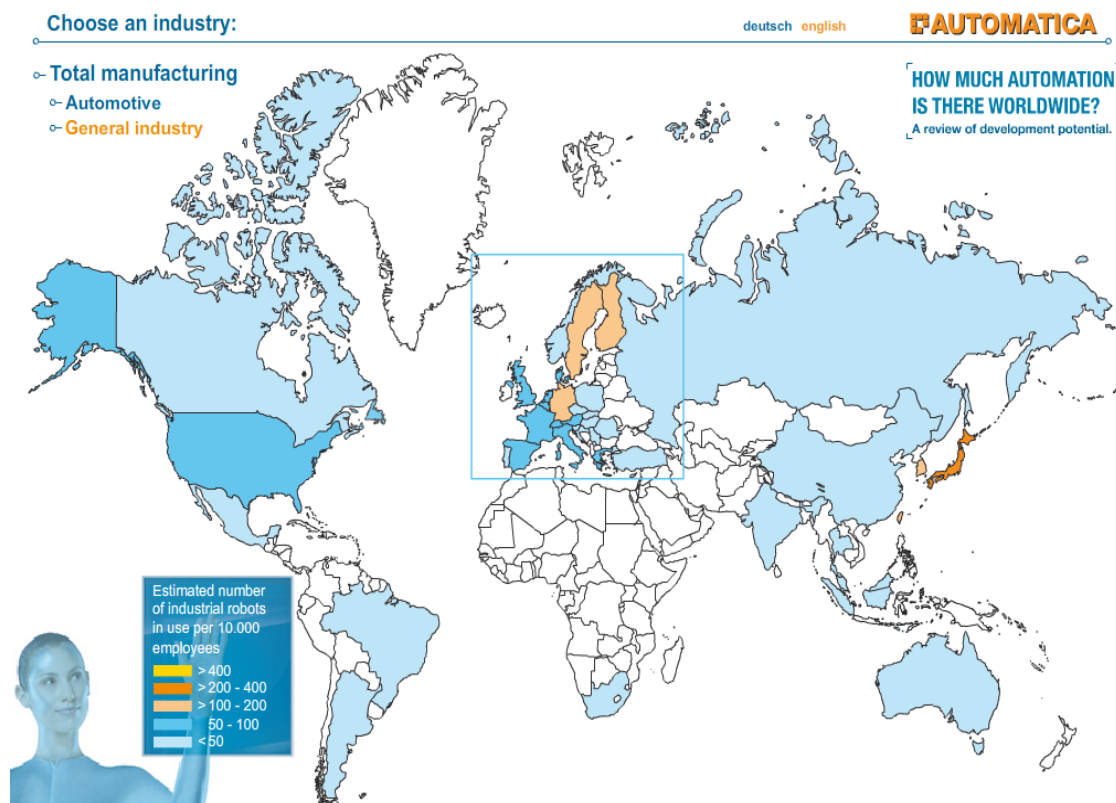 Choose an industry:
deutsch english
AUTOMATICA
Total manufacturing
Automotive
General industry
HOW MUCH AUTOMATION
IS THERE WORLDWIDE?
A review of development potential.
Estimated number
of industrial robots
in use per 10.000
employees
>400
>200 - 400
>100 - 200
50 - 100
<50